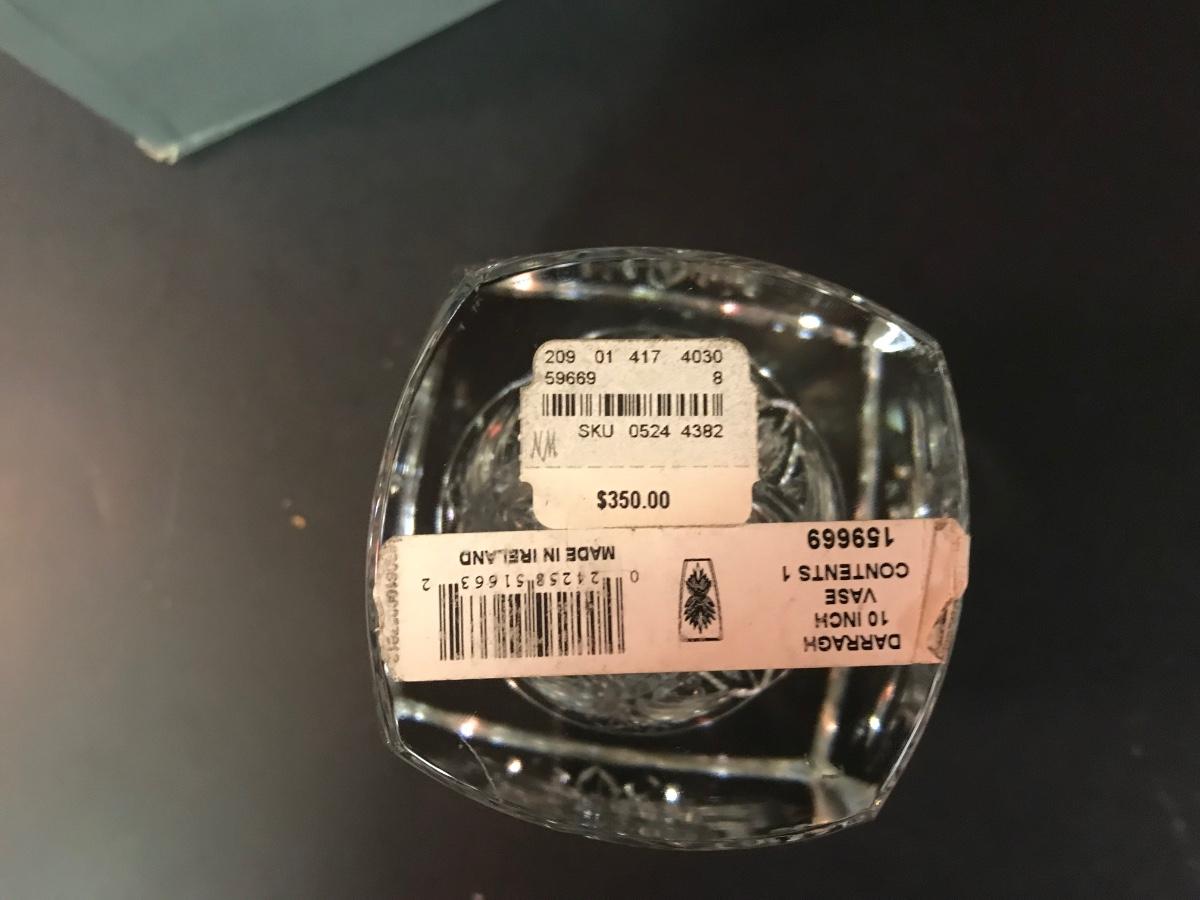 209 01 417 4030
59669 8
SKU 0524 4382
NM
$350.00
DARRAGH
10 INCH
VASE
CONTENTS 1
159669
0 24258 51663 2
MADE IN IRELAND